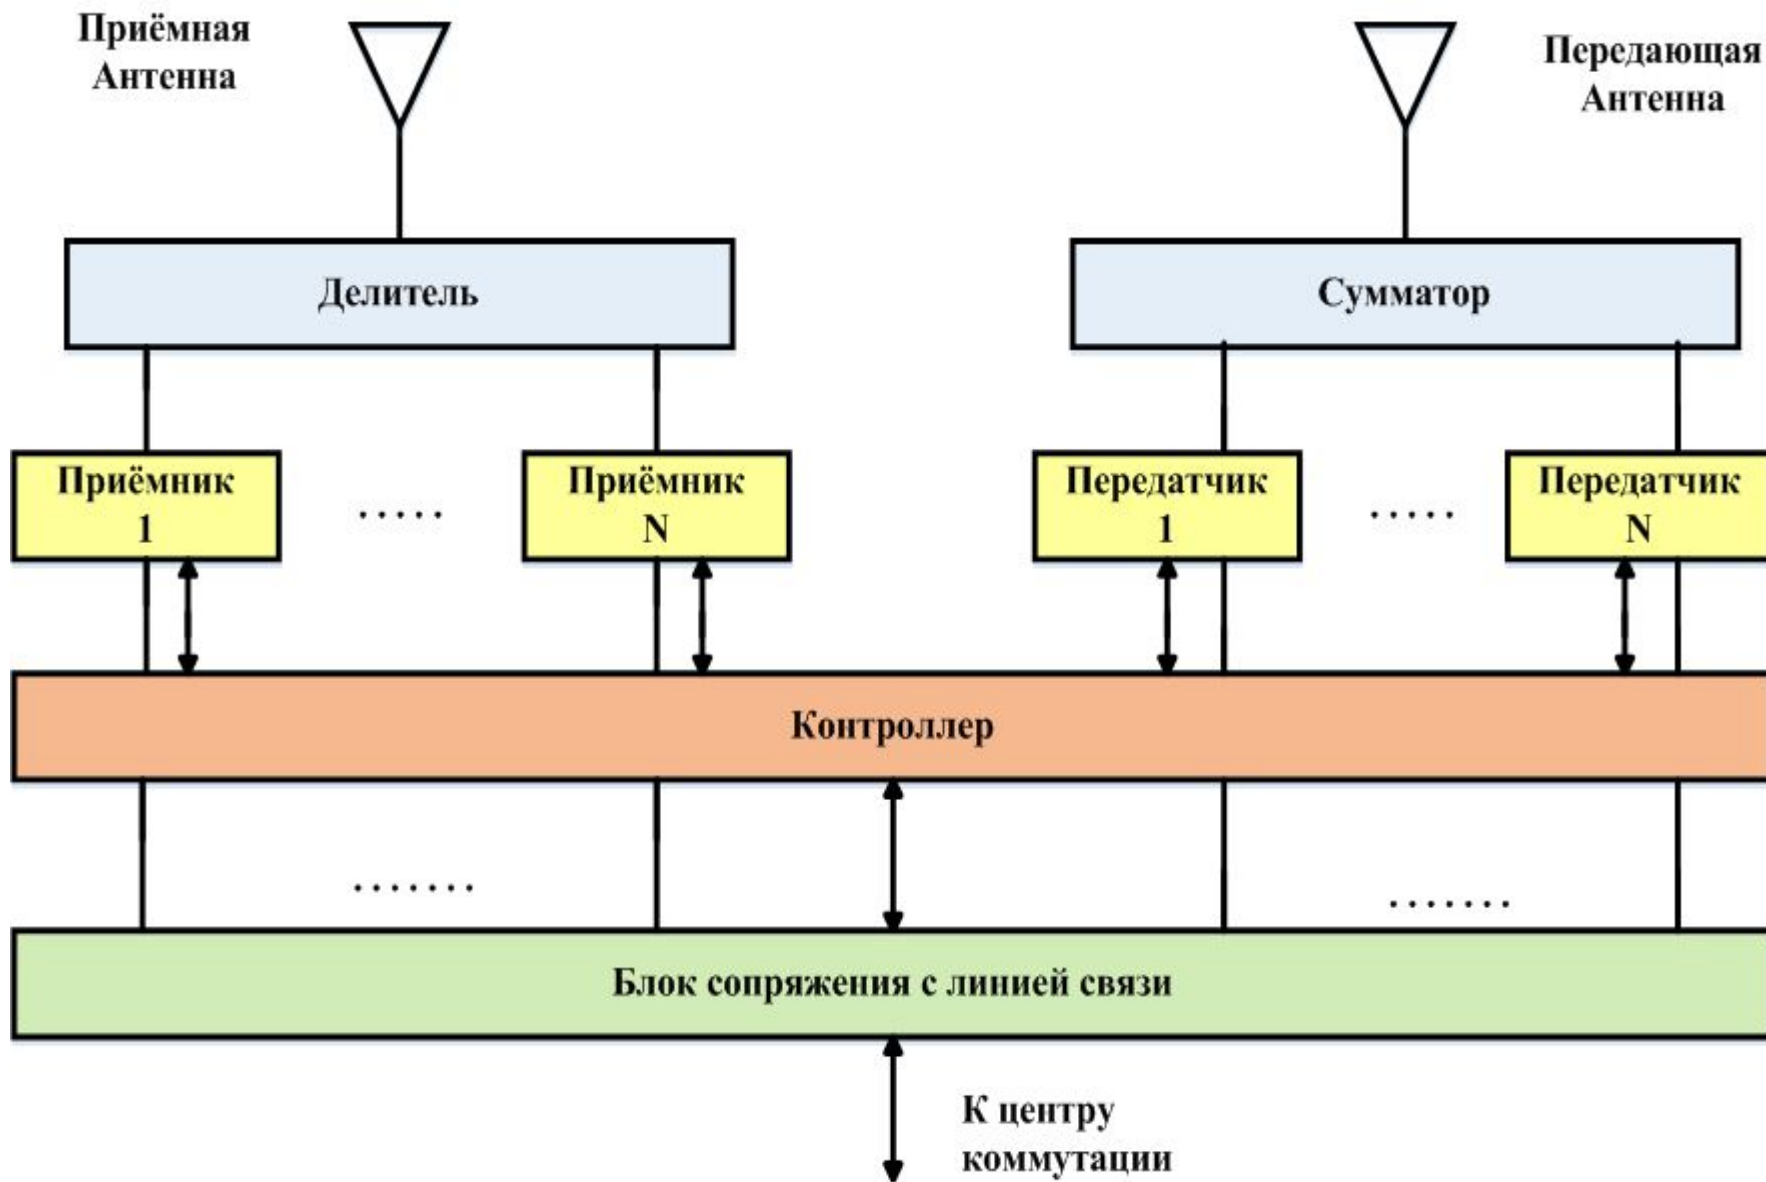 Приёмная
Антенна
Передающая
Антенна
Делитель
Сумматор
Приёмник
1
.....
Приёмник
N
Передатчик
1
.....
Передатчик
N
Контроллер
.......
.......
Блок сопряжения с линией связи
К центру
коммутации